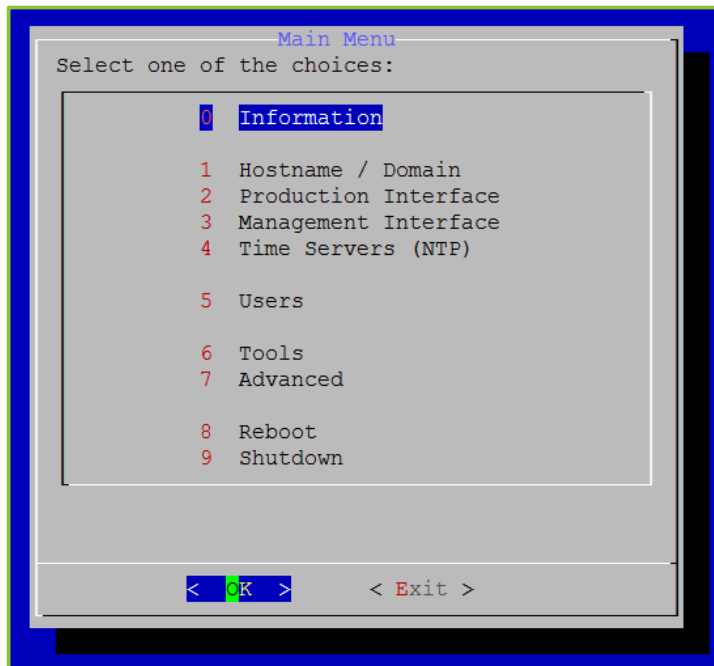 Main Menu
Select one of the choices:
0 Information
1 Hostname / Domain
2 Production Interface
3 Management Interface
4 Time Servers (NTP)
5 Users
6 Tools
7 Advanced
8 Reboot
9 Shutdown
< OK > < Exit >